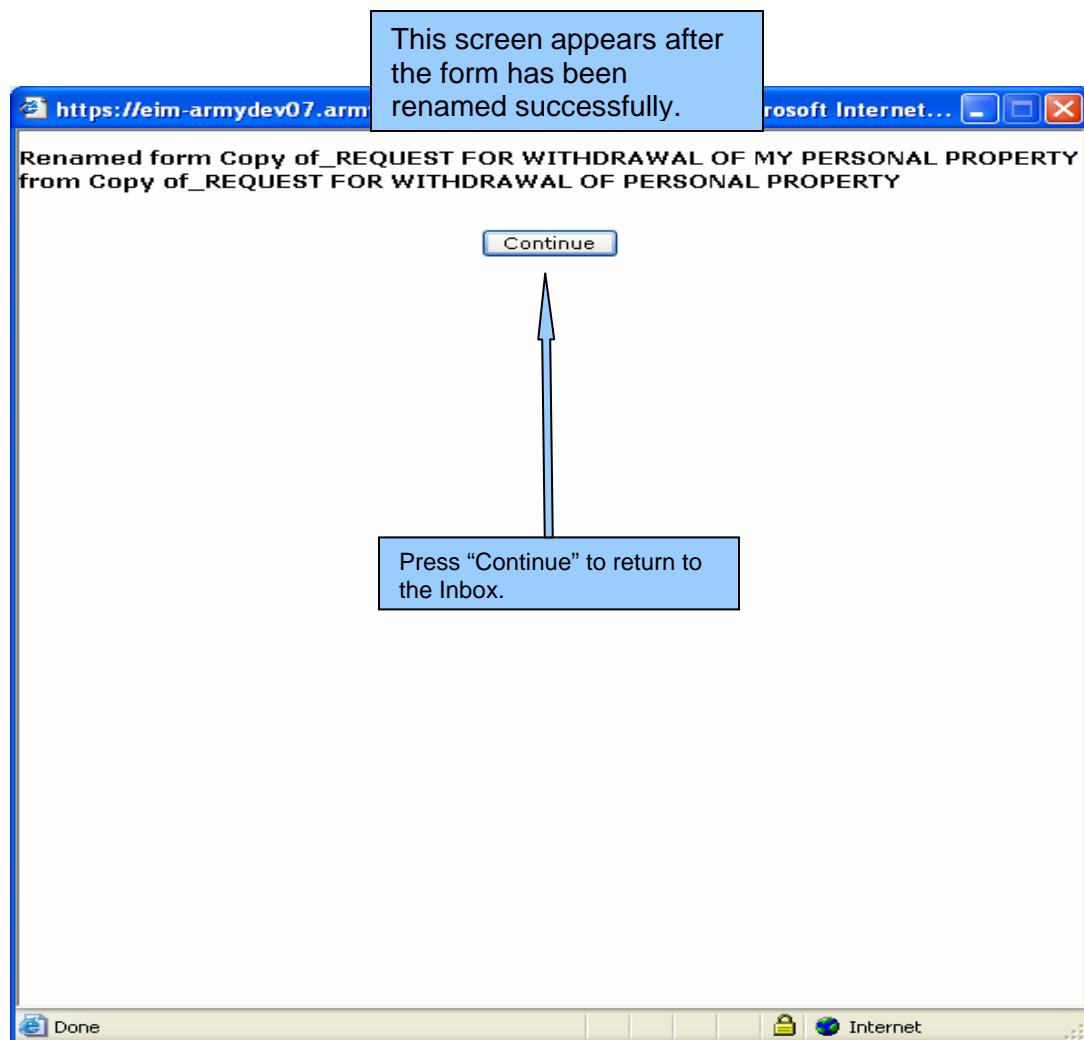 This screen appears after
the form has been
renamed successfully.
https://eim-armydev07.arm rosoft Internet...
Renamed form Copy of_REQUEST FOR WITHDRAWAL OF MY PERSONAL PROPERTY
from Copy of_REQUEST FOR WITHDRAWAL OF PERSONAL PROPERTY
Continue
Press “Continue” to return to
the Inbox.
Done Internet